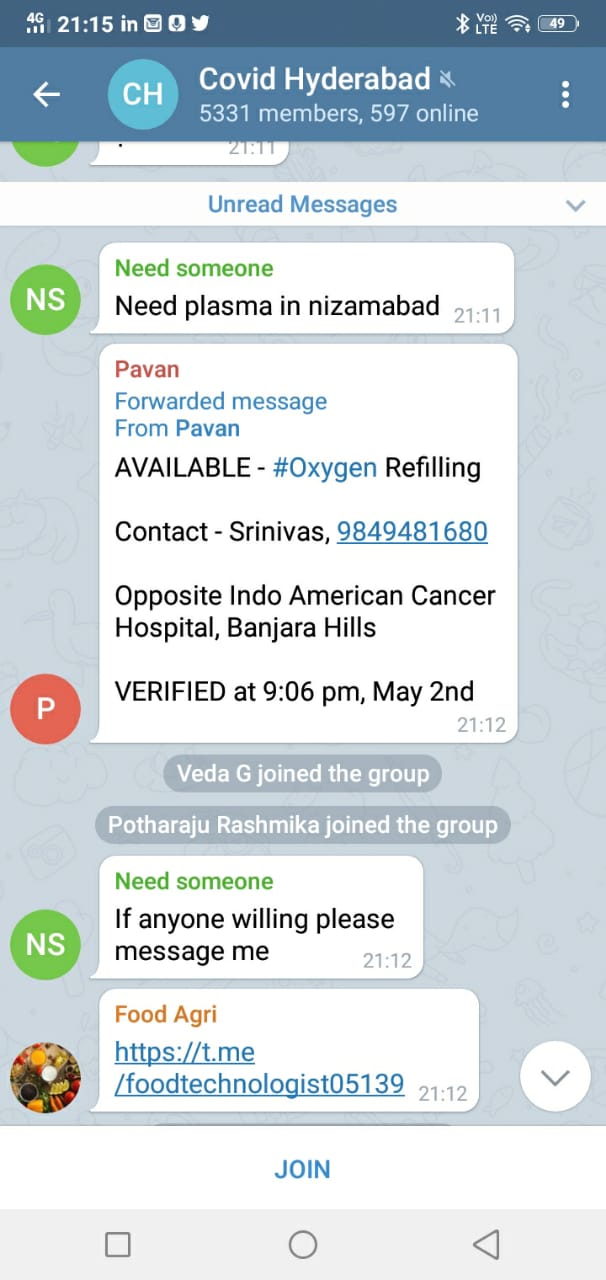 4G 21:15 in Vo) LTE 49
CH Covid Hyderabad
5331 members, 597 online
21:11
Unread Messages
Need someone
NS Need plasma in nizamabad 21:11
Pavan
Forwarded message
From Pavan
AVAILABLE - #Oxygen Refilling
Contact - Srinivas, 9849481680
Opposite Indo American Cancer
Hospital, Banjara Hills
VERIFIED at 9:06 pm, May 2nd
P 21:12
Veda G joined the group
Potharaju Rashmika joined the group
Need someone
If anyone willing please
NS message me 21:12
Food Agri
https://t.me
/foodtechnologist05139 21:12
JOIN